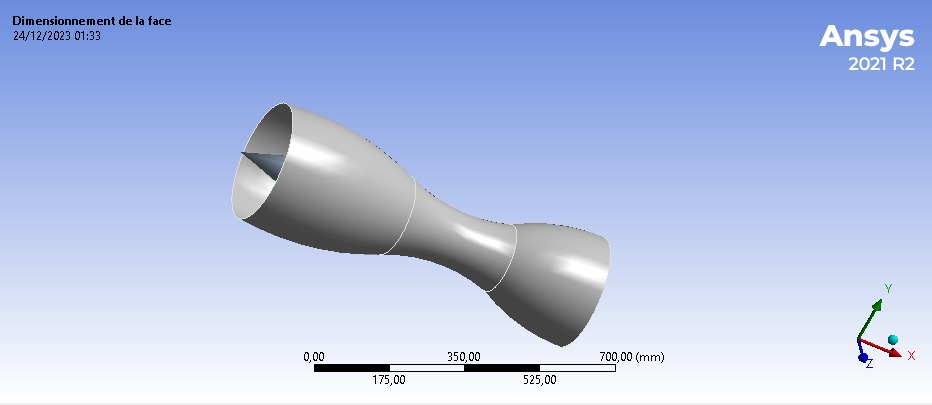 Dimensionnement de la face
24/12/2023 01:33
Ansys
2021 R2
0,00 350,00 700,00 (mm)
175,00 525,00
Y
X
Z